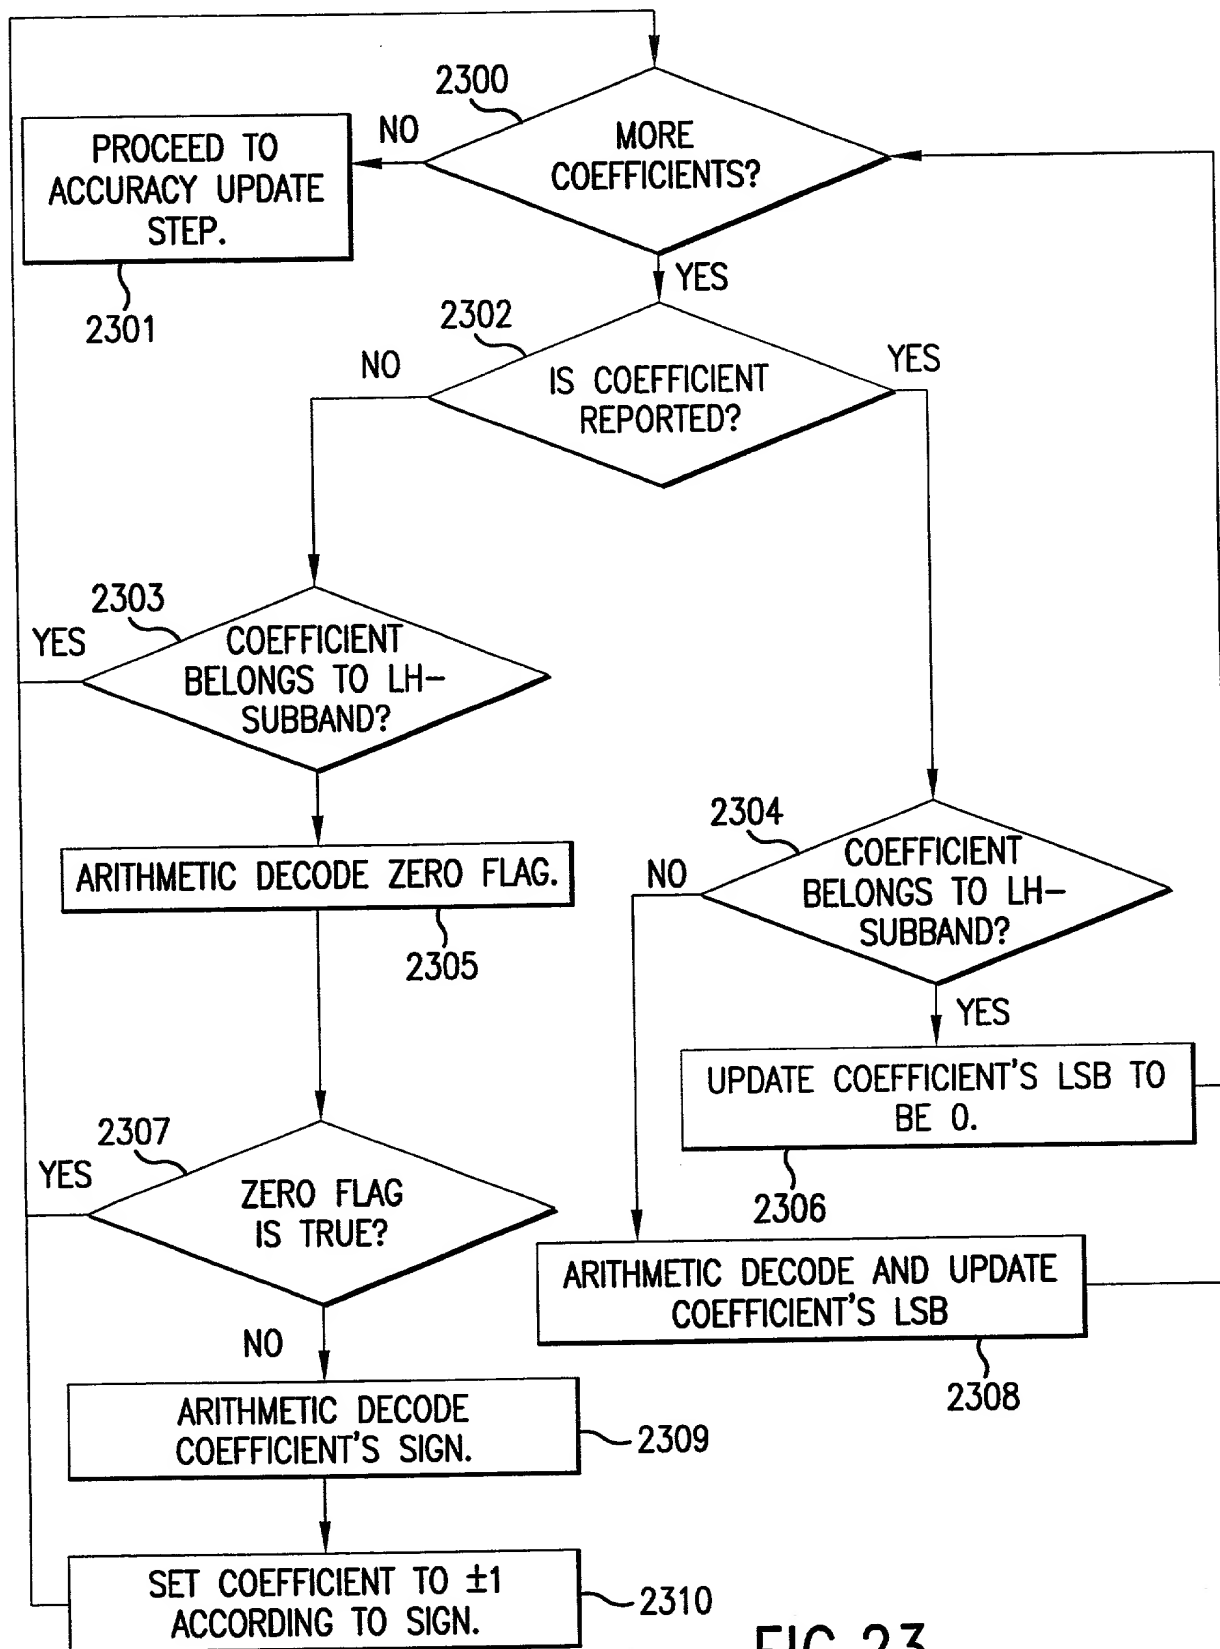 2300
MORE
COEFFICIENTS?
NO
PROCEED TO
ACCURACY UPDATE
STEP.
2301
YES
2302
IS COEFFICIENT
REPORTED?
NO
YES
2303
YES
COEFFICIENT
BELONGS TO LH-
SUBBAND?
ARITHMETIC DECODE ZERO FLAG.
2305
2304
COEFFICIENT
BELONGS TO LH-
SUBBAND?
NO
YES
UPDATE COEFFICIENT'S LSB TO
BE 0.
2306
2307
YES
ZERO FLAG
IS TRUE?
NO
ARITHMETIC DECODE AND UPDATE
COEFFICIENT'S LSB
2308
ARITHMETIC DECODE
COEFFICIENT'S SIGN.
2309
SET COEFFICIENT TO ±1
ACCORDING TO SIGN.
2310
FIG.23